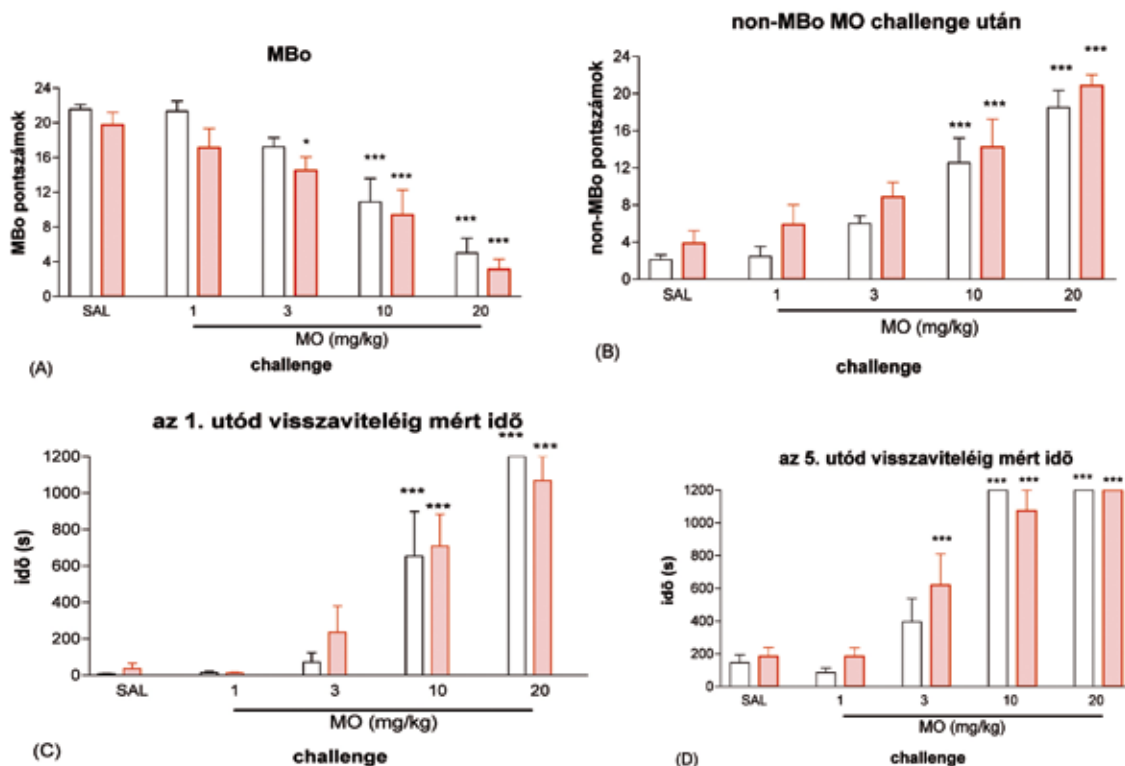 MBo
MBo pontszámok
24
20
16
12
8
4
0
*
***
***
***
***
SAL
1
3
10
20
MO (mg/kg)
(A)
challenge
non-MBo MO challenge után
non-MBo pontszámok
24
20
16
12
8
4
0
***
***
***
***
SAL
1
3
10
20
MO (mg/kg)
(B)
challenge
az 1. utód visszaviteléig mért idő
idő (s)
1200
1000
800
600
400
200
0
***
***
***
***
SAL
1
3
10
20
MO (mg/kg)
(C)
challenge
az 5. utód visszaviteléig mért idő
idő (s)
1200
1000
800
600
400
200
0
***
***
***
***
***
SAL
1
3
10
20
MO (mg/kg)
(D)
challenge